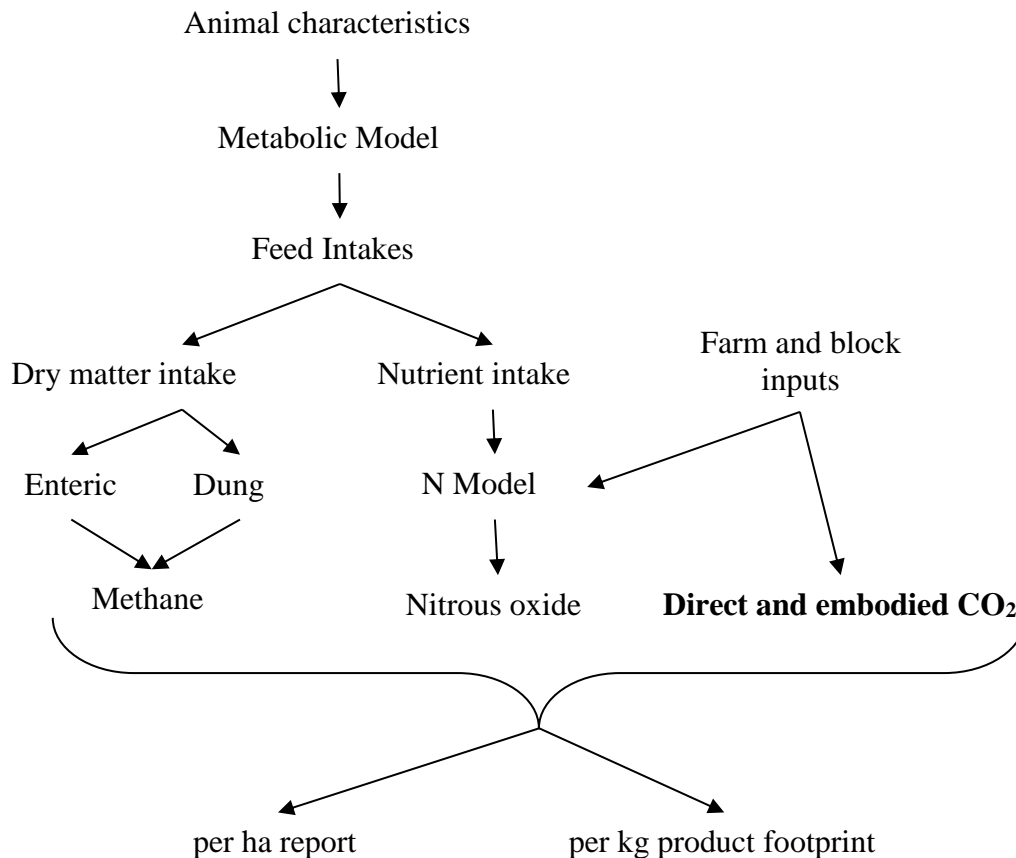 Animal characteristics
Metabolic Model
Feed Intakes
Farm and block
inputs
Dry matter intake
Nutrient intake
Enteric
Dung
N Model
Methane
Nitrous oxide
Direct and embodied CO₂
per ha report
per kg product footprint